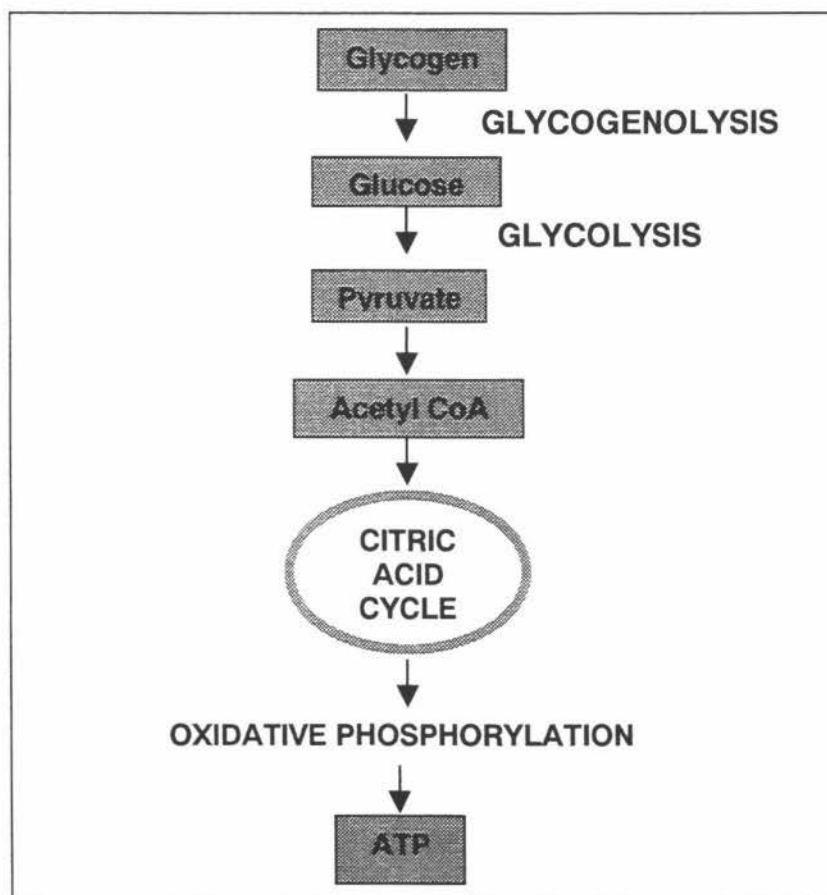 Glycogen
GLYCOGENOLYSIS
Glucose
GLYCOLYSIS
Pyruvate
Acetyl CoA
CITRIC
ACID
CYCLE
OXIDATIVE PHOSPHORYLATION
ATP